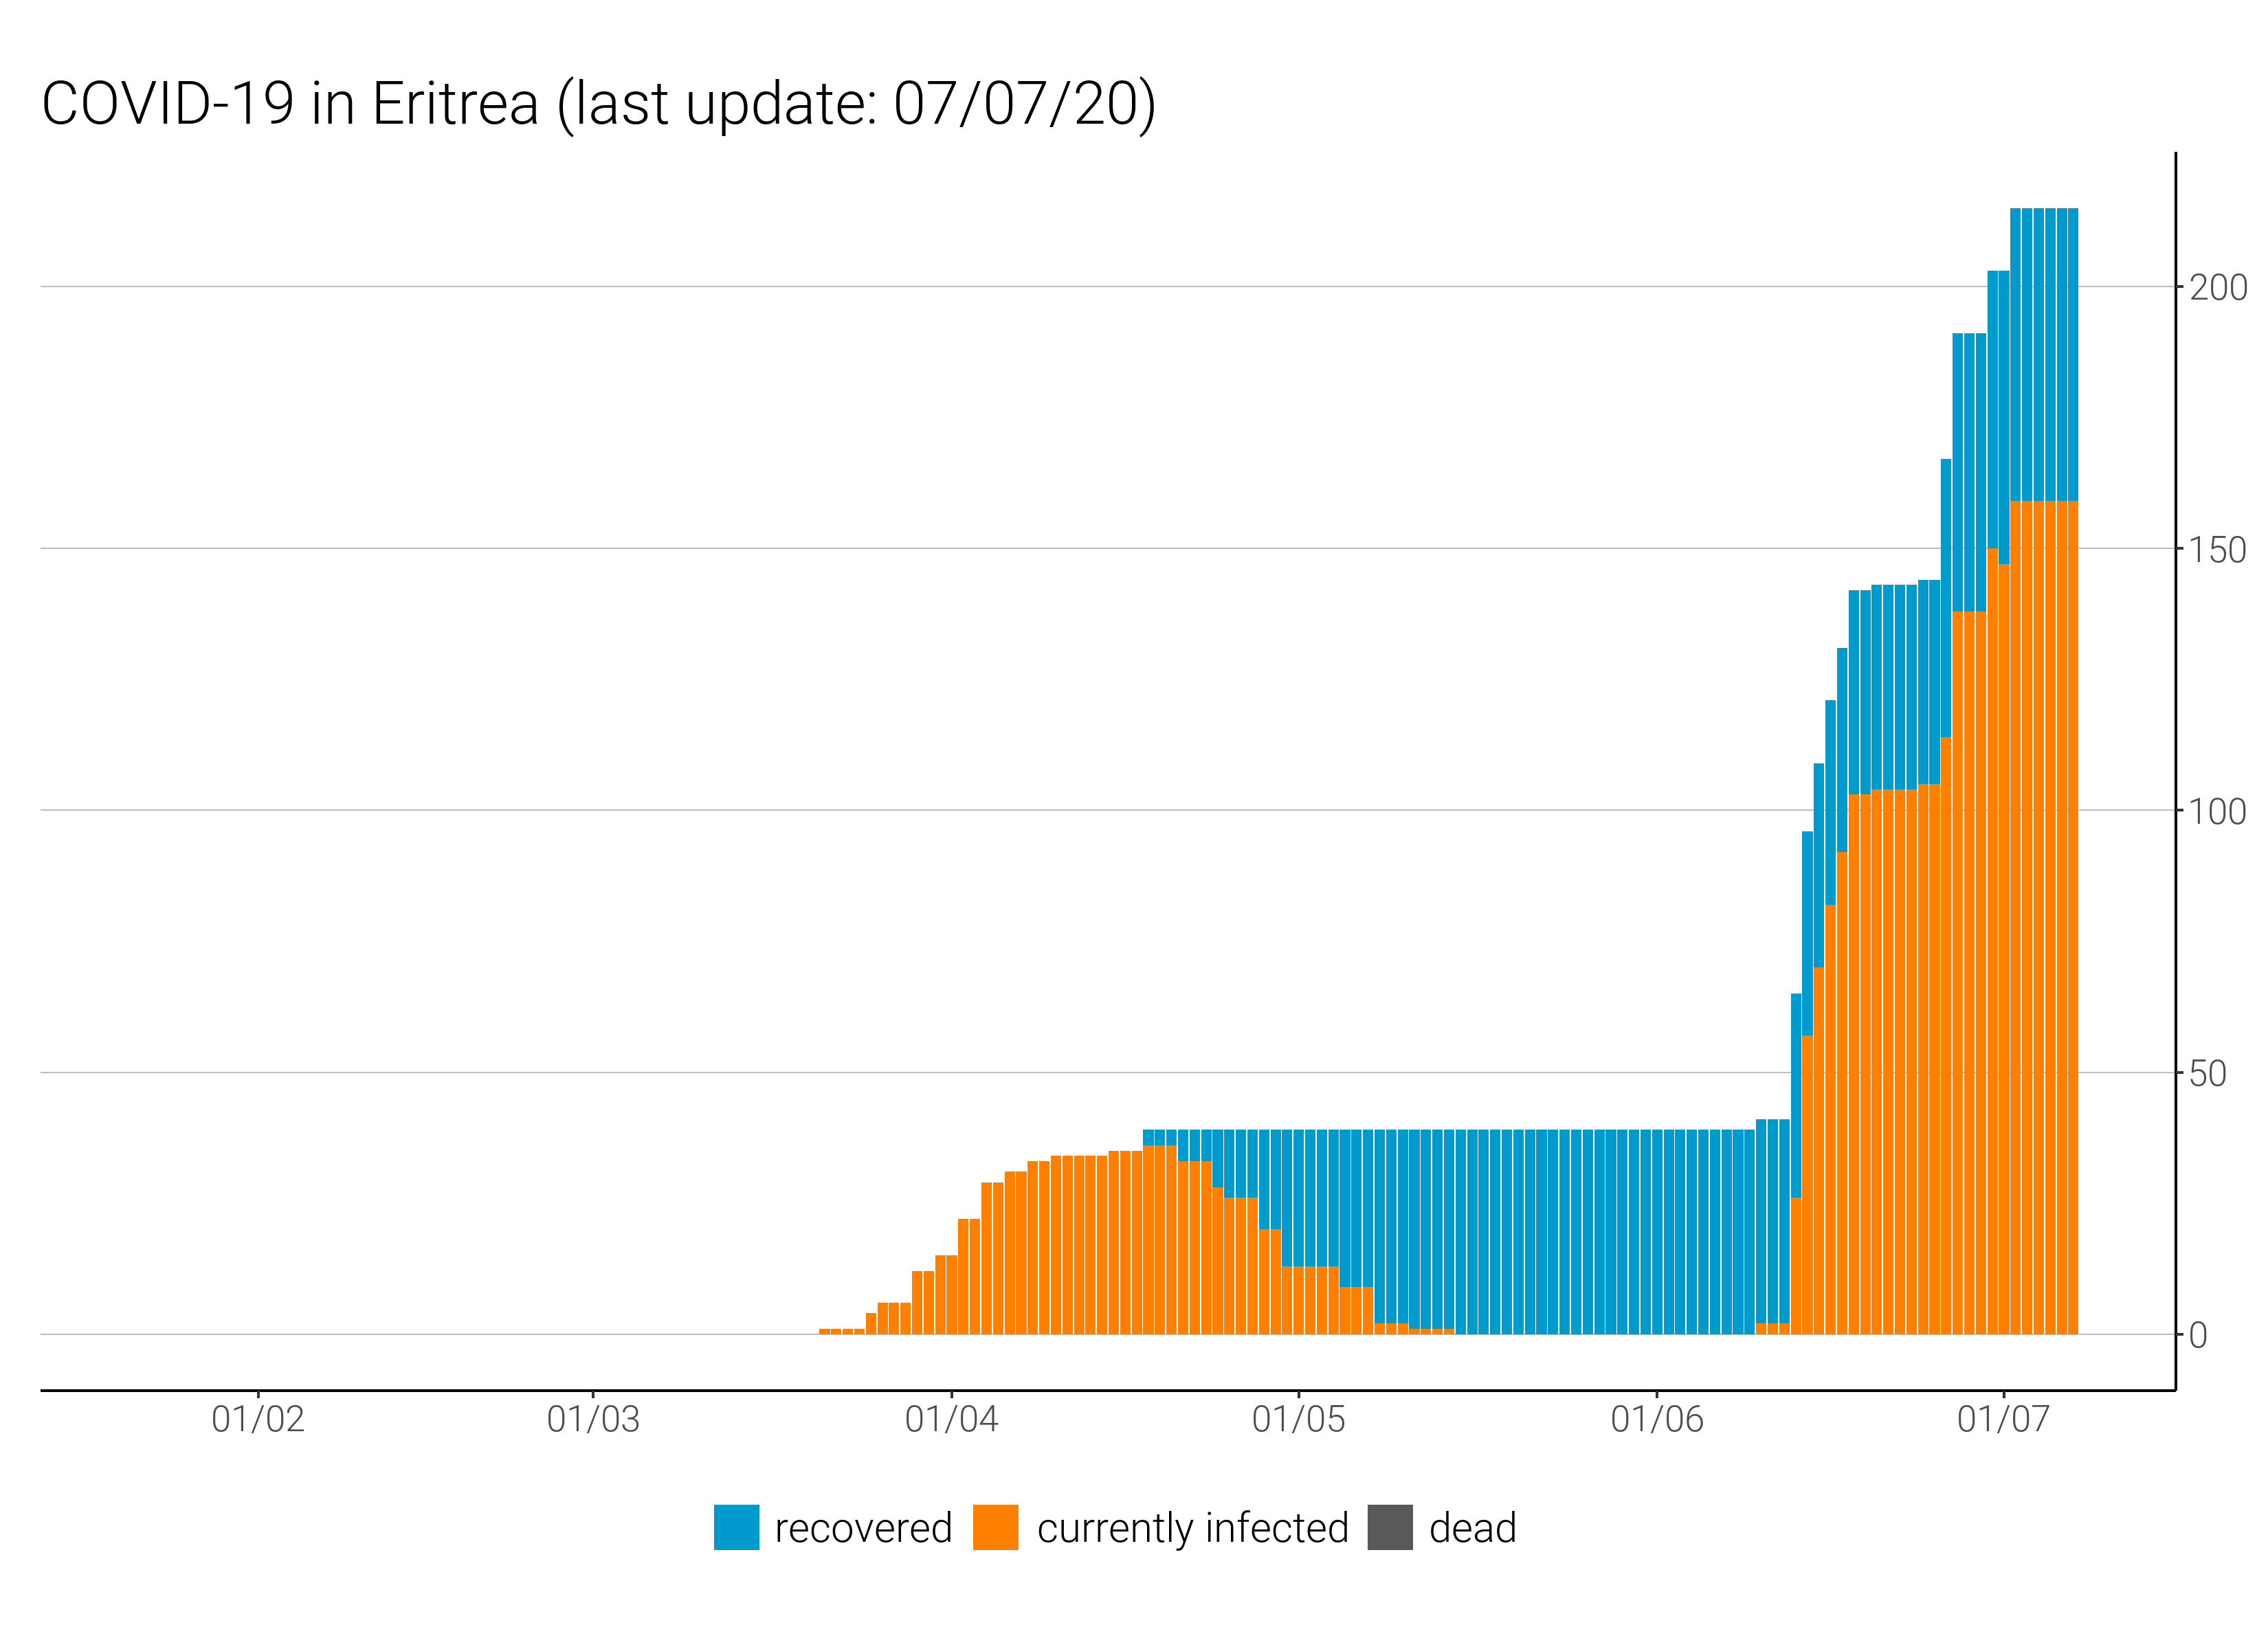 COVID-19 in Eritrea (last update: 07/07/20)
200
150
100
50
0
01/02 01/03 01/04 01/05 01/06 01/07
recovered currently infected dead